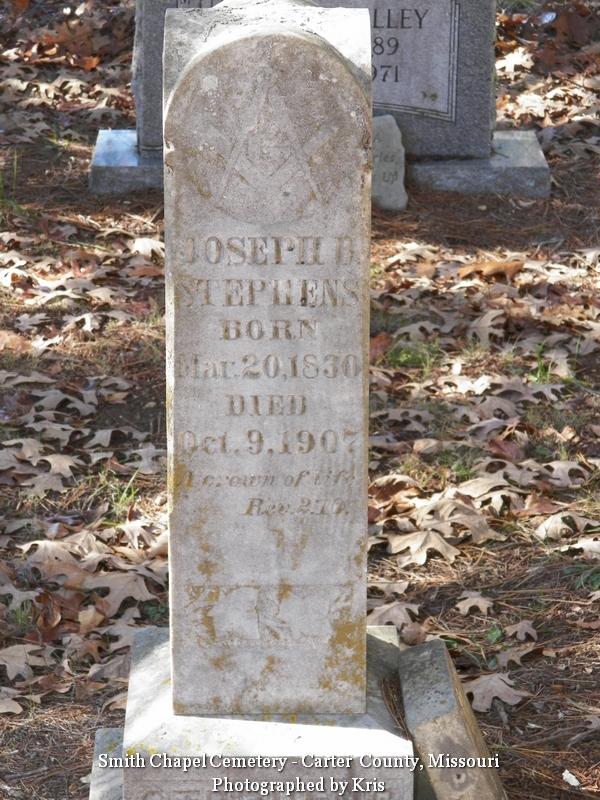 ALLEY
89
971
G
JOSEPH B
STEPHENS
BORN
Mar. 20, 1830
DIED
Oct. 9, 1907
A crown of life
Rev. 2:10.
Smith Chapel Cemetery - Carter County, Missouri
Photographed by Kris